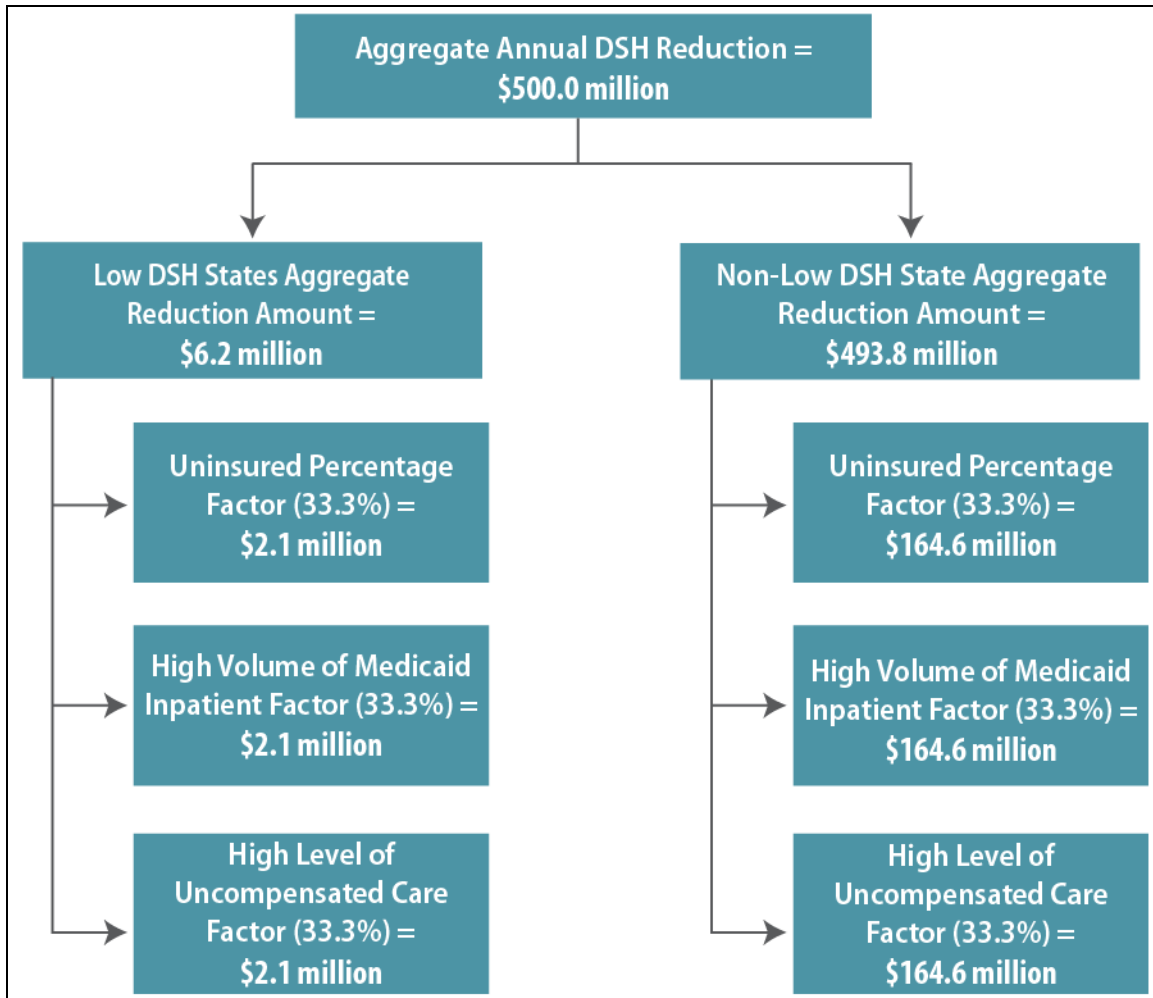 Aggregate Annual DSH Reduction =
$500.0 million
Low DSH States Aggregate
Reduction Amount =
$6.2 million
Uninsured Percentage
Factor (33.3%) =
$2.1 million
High Volume of Medicaid
Inpatient Factor (33.3%) =
$2.1 million
High Level of
Uncompensated Care
Factor (33.3%) =
$2.1 million
Non-Low DSH State Aggregate
Reduction Amount =
$493.8 million
Uninsured Percentage
Factor (33.3%) =
$164.6 million
High Volume of Medicaid
Inpatient Factor (33.3%) =
$164.6 million
High Level of
Uncompensated Care
Factor (33.3%) =
$164.6 million